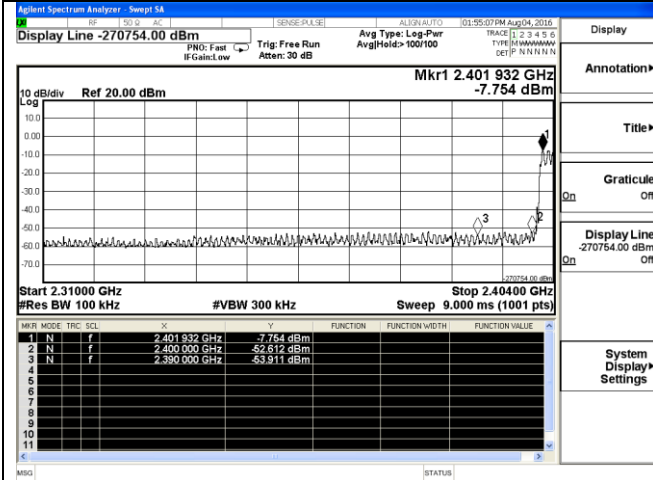 Agilent Spectrum Analyzer - Swept SA
LXI RF 50 Ω AC SENSE:PULSE ALIGN AUTO 01:55:07 PM Aug 04, 2016
Display Line -270754.00 dBm
PNO: Fast
IFGain:Low
Trig: Free Run
Atten: 30 dB
Avg Type: Log-Pwr
Avg|Hold:> 100/100
TRACE 1 2 3 4 5 6
TYPE M W W W W W
DET P N N N N N
Mkr1 2.401 932 GHz
-7.754 dBm
10 dB/div Ref 20.00 dBm
Log
10.0
0.00
-10.0
-20.0
-30.0
-40.0
-50.0
-60.0
-70.0
1
3
2
-270754.00 dBm
Start 2.31000 GHz Stop 2.40400 GHz
#Res BW 100 kHz #VBW 300 kHz Sweep 9.000 ms (1001 pts)
MKR MODE TRC SCL X Y FUNCTION FUNCTION WIDTH FUNCTION VALUE
1 N f 2.401 932 GHz -7.754 dBm
2 N f 2.400 000 GHz -52.612 dBm
3 N f 2.390 000 GHz -53.911 dBm
4
5
6
7
8
9
10
11
MSG STATUS
Display
Annotation
Title
Graticule
On Off
Display Line
-270754.00 dBm
On Off
System
Display
Settings